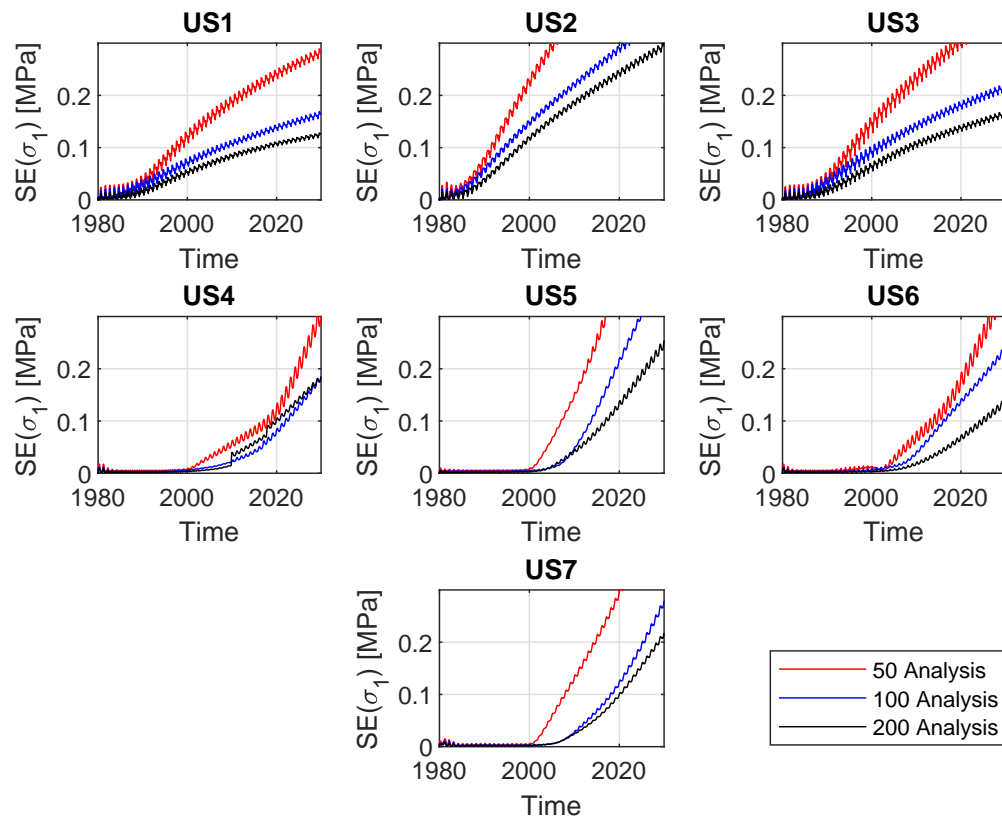 US1
US2
US3
SE(σ1) [MPa]
0.2
0.1
0
1980 2000 2020
Time
SE(σ1) [MPa]
0.2
0.1
0
1980 2000 2020
Time
SE(σ1) [MPa]
0.2
0.1
0
1980 2000 2020
Time
US4
US5
US6
SE(σ1) [MPa]
0.2
0.1
0
1980 2000 2020
Time
SE(σ1) [MPa]
0.2
0.1
0
1980 2000 2020
Time
SE(σ1) [MPa]
0.2
0.1
0
1980 2000 2020
Time
US7
SE(σ1) [MPa]
0.2
0.1
0
1980 2000 2020
Time
50 Analysis
100 Analysis
200 Analysis